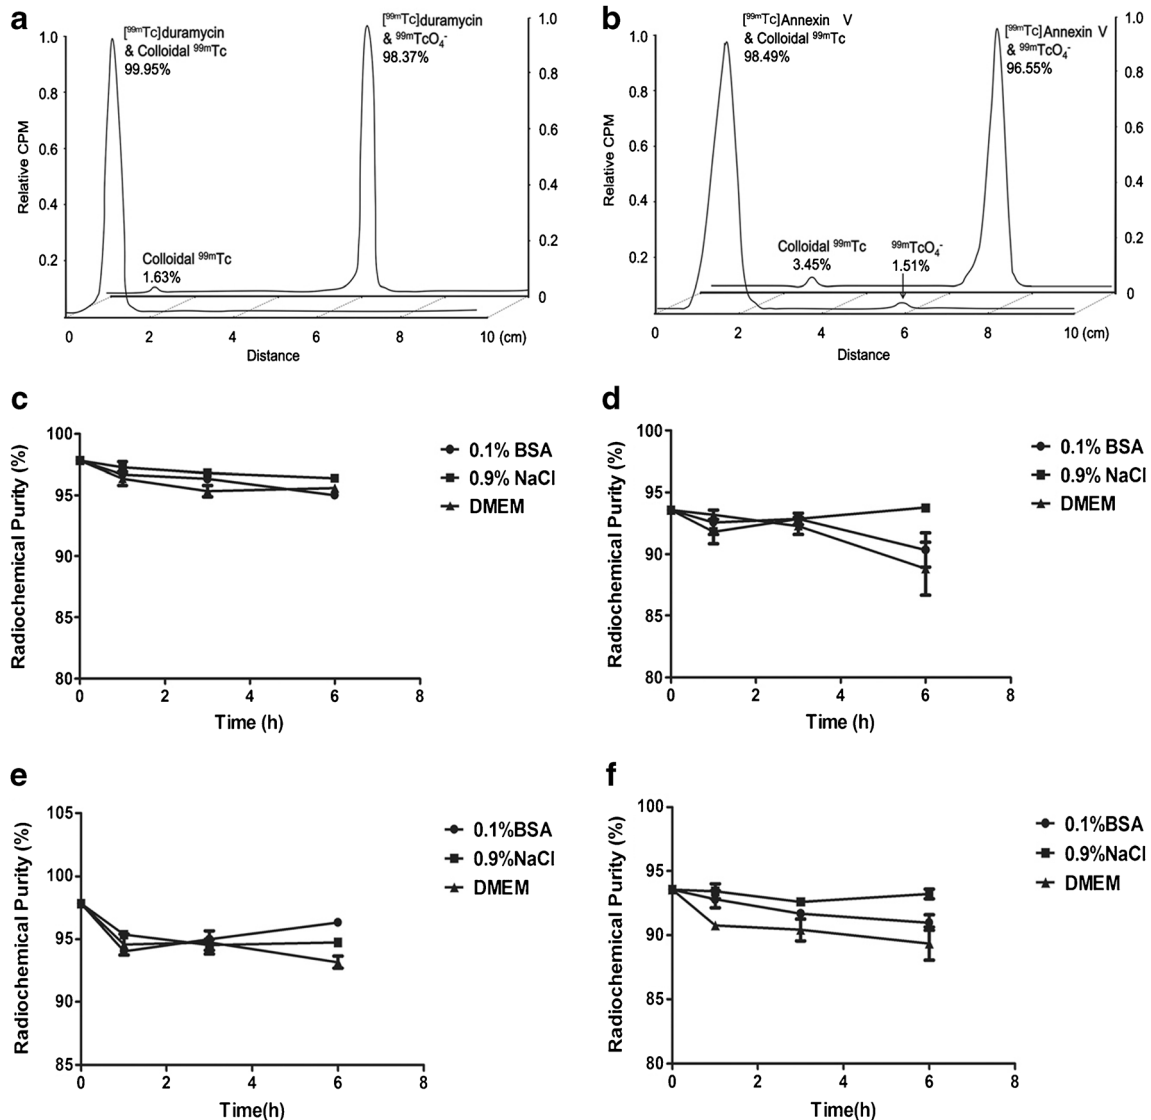 a
[⁹⁹ᵐTc]duramycin
& Colloidal ⁹⁹ᵐTc
99.95%
[⁹⁹ᵐTc]duramycin
& ⁹⁹ᵐTcO₄⁻
98.37%
Colloidal ⁹⁹ᵐTc
1.63%
Relative CPM
1.0
0.8
0.6
0.4
0.2
1.0
0.8
0.6
0.4
0.2
0
0 2 4 6 8 10 (cm)
Distance
b
[⁹⁹ᵐTc]Annexin V
& Colloidal ⁹⁹ᵐTc
98.49%
[⁹⁹ᵐTc]Annexin V
& ⁹⁹ᵐTcO₄⁻
96.55%
Colloidal ⁹⁹ᵐTc
3.45%
⁹⁹ᵐTcO₄⁻
1.51%
Relative CPM
1.0
0.8
0.6
0.4
0.2
1.0
0.8
0.6
0.4
0.2
0
0 2 4 6 8 10 (cm)
Distance
c
Radiochemical Purity (%)
100
95
90
85
80
0 2 4 6 8
Time (h)
0.1% BSA
0.9% NaCl
DMEM
d
Radiochemical Purity (%)
100
95
90
85
80
0 2 4 6 8
Time (h)
0.1% BSA
0.9% NaCl
DMEM
e
Radiochemical Purity (%)
105
100
95
90
85
0 2 4 6 8
Time(h)
0.1%BSA
0.9%NaCl
DMEM
f
Radiochemical Purity (%)
100
95
90
85
80
0 2 4 6 8
Time(h)
0.1%BSA
0.9%NaCl
DMEM